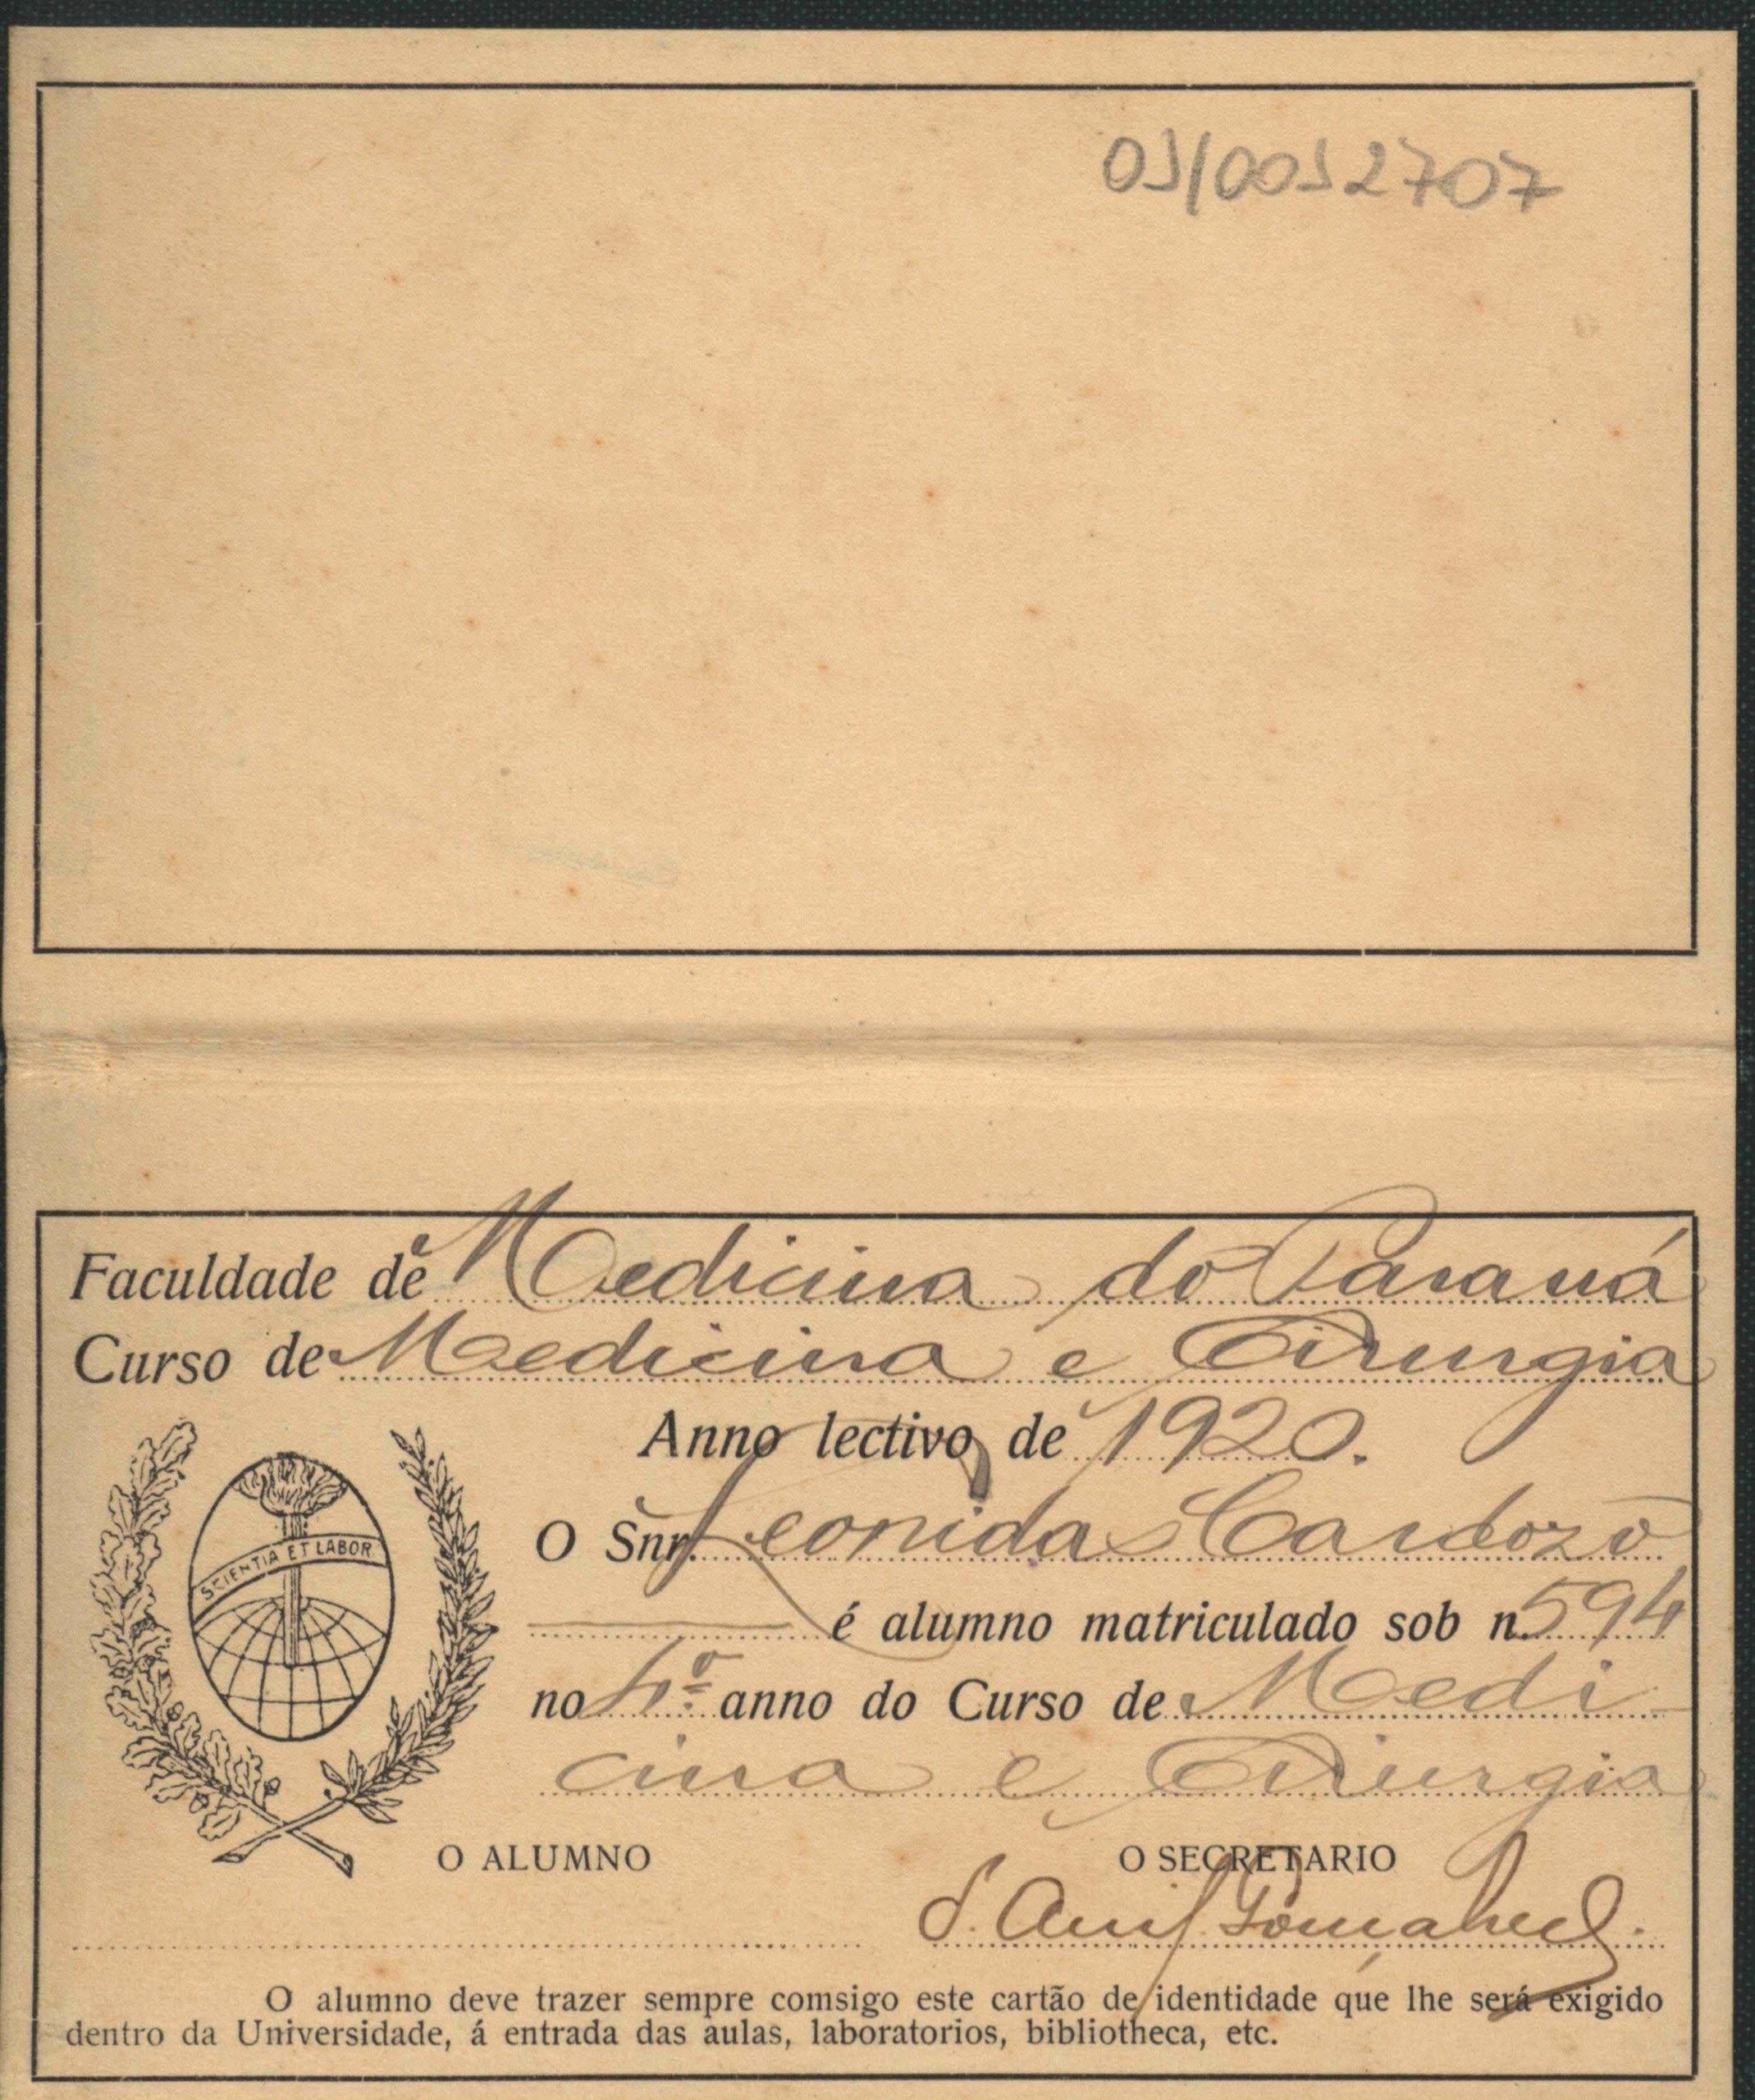 03/0032707
Faculdade de Medicina do Paraná
Curso de Medicina e Cirurgia
Anno lectivo de 1920.
SCIENTIA ET LABOR
O Snr. Leonidas Cardozo
é alumno matriculado sob n. 594
no 4º anno do Curso de Medi
cina e Cirurgia
O ALUMNO O SECRETARIO
O alumno deve trazer sempre comsigo este cartão de identidade que lhe será exigido
dentro da Universidade, á entrada das aulas, laboratorios, bibliotheca, etc.